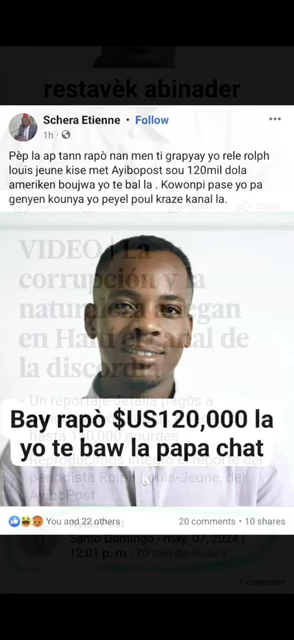 restavèk abinader
Schera Etienne • Follow
1h
Pèp la ap tann rapò nan men ti grapyay yo rele rolph
louis jeune kise met Ayibopost sou 120mil dola
ameriken boujwa yo te bal la . Kowonpi pase yo pa
genyen kounya yo peyel poul kraze kanal la.
VIDEO | La
corrupción y la
en Haití el canal de
la discordia
• Un reportaje detalla pagos a
Bay rapò $US120,000 la
yo te baw la papa chat
periodista Rolph Louis-Jeune, del
AyiboPost
You and 22 others
20 comments • 10 shares
Santo Domingo - may. 07, 2024 |
12:01 p. m. | 10 min de lectura
1 comment